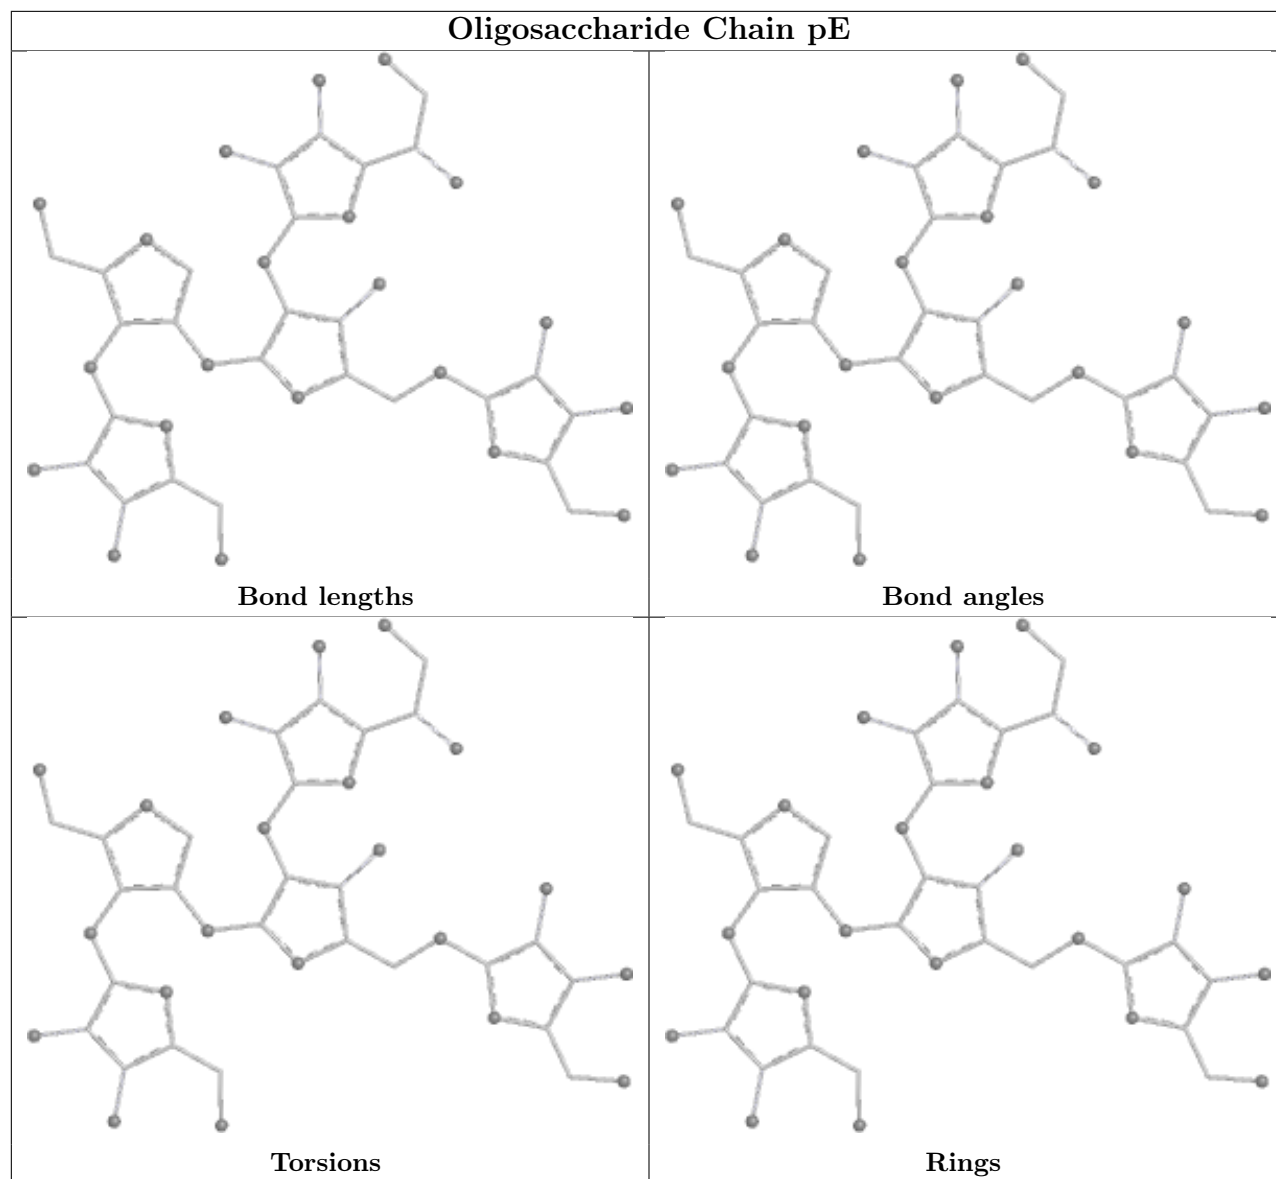 Oligosaccharide Chain pE
Bond lengths
Bond angles
Torsions
Rings